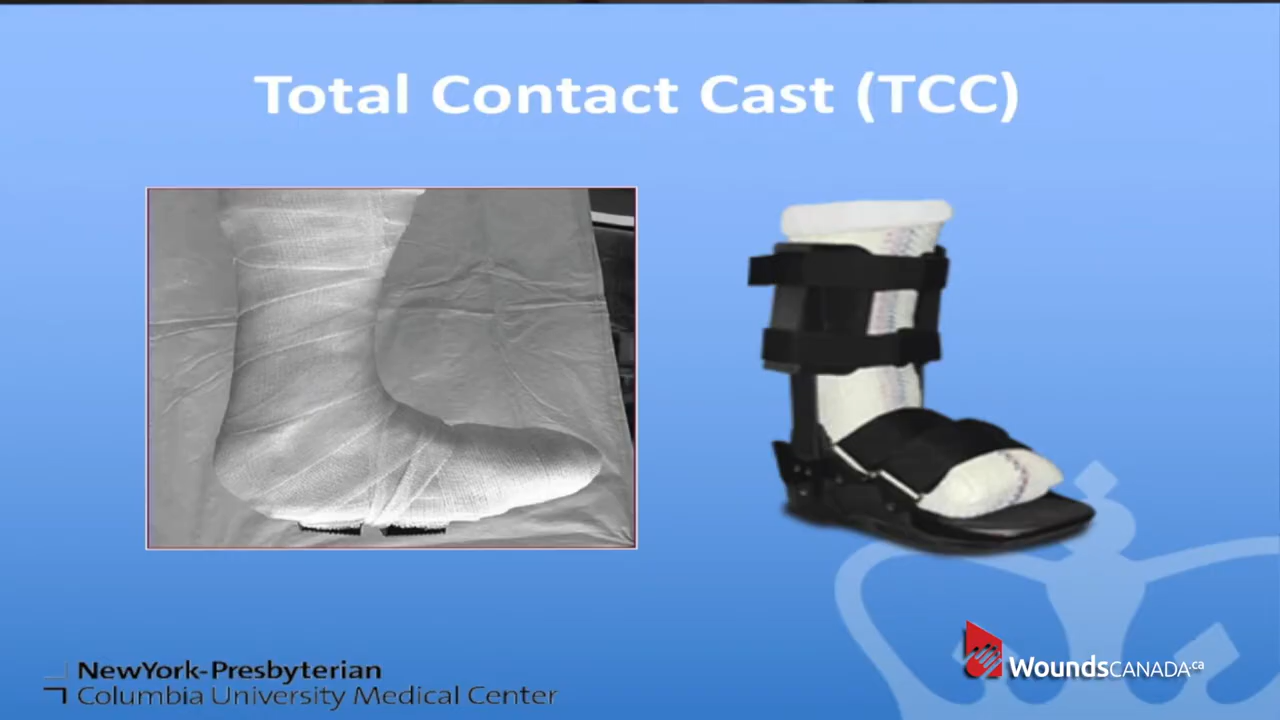 Total Contact Cast (TCC)
NewYork-Presbyterian
Columbia University Medical Center
WoundsCANADA.ca